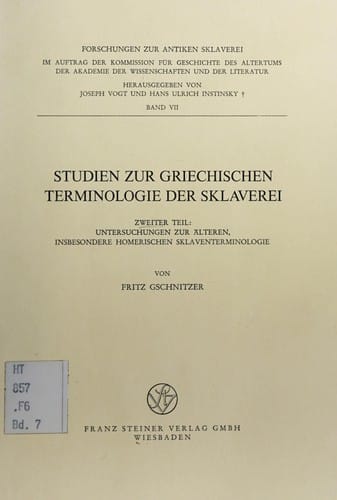 FORSCHUNGEN ZUR ANTIKEN SKLAVEREI
IM AUFTRAG DER KOMMISSION FÜR GESCHICHTE DES ALTERTUMS
DER AKADEMIE DER WISSENSCHAFTEN UND DER LITERATUR
HERAUSGEGEBEN VON
JOSEPH VOGT UND HANS ULRICH INSTINSKY †
BAND VII
STUDIEN ZUR GRIECHISCHEN
TERMINOLOGIE DER SKLAVEREI
ZWEITER TEIL:
UNTERSUCHUNGEN ZUR ÄLTEREN,
INSBESONDERE HOMERISCHEN SKLAVENTERMINOLOGIE
VON
FRITZ GSCHNITZER
HT
857
.F6
Bd. 7
FRANZ STEINER VERLAG GMBH
WIESBADEN